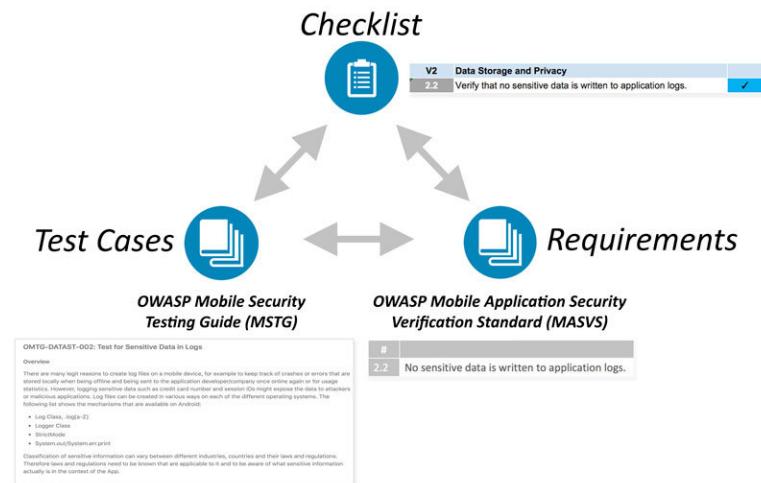 Checklist
V2 Data Storage and Privacy
2.2 Verify that no sensitive data is written to application logs. ✓
Test Cases
Requirements
OWASP Mobile Security
Testing Guide (MSTG)
OWASP Mobile Application Security
Verification Standard (MASVS)
#
2.2 No sensitive data is written to application logs.
OMTG-DATAST-002: Test for Sensitive Data in Logs
Overview
There are many legit reasons to create log files on a mobile device, for example to keep track of crashes or errors that are
stored locally when being offline and being sent to the application developer/company once online again or for usage
statistics. However, logging sensitive data such as credit card number and session IDs might expose the data to attackers
or malicious applications. Log files can be created in various ways on each of the different operating systems. The
following list shows the mechanisms that are available on Android:
• Log Class, .log[a-Z]
• Logger Class
• StrictMode
• System.out/System.err.print
Classification of sensitive information can vary between different industries, countries and their laws and regulations.
Therefore laws and regulations need to be known that are applicable to it and to be aware of what sensitive information
actually is in the context of the App.